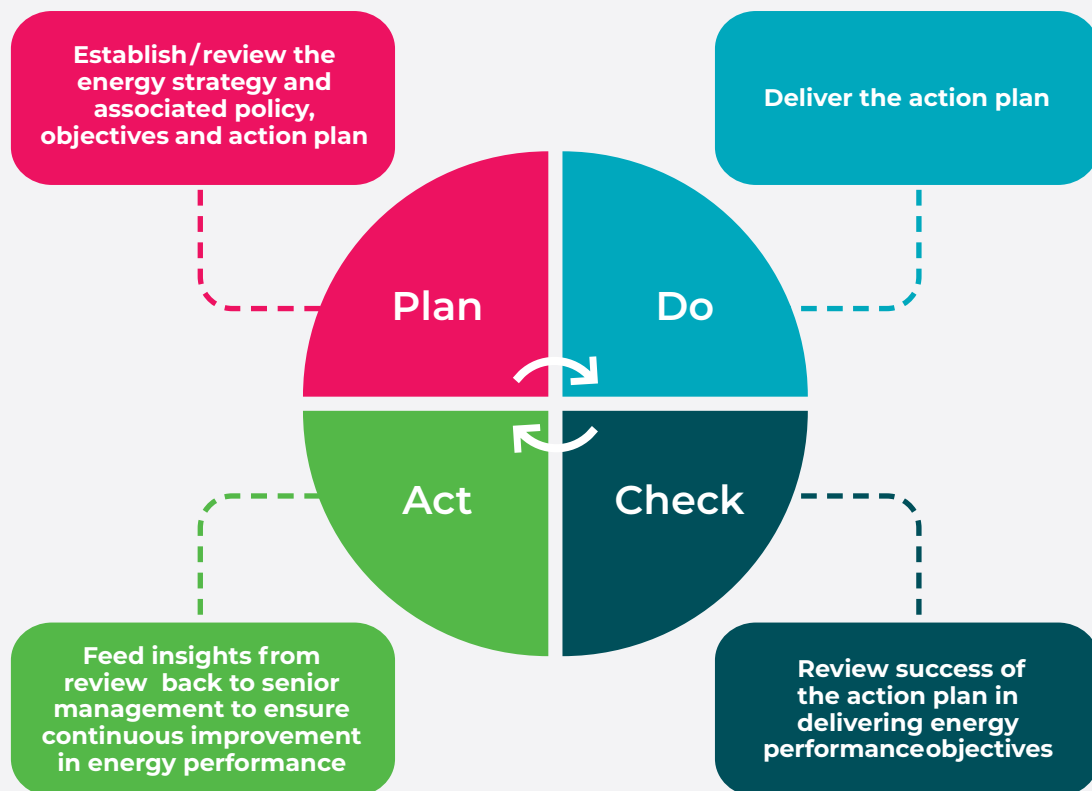 Establish/review the
energy strategy and
associated policy,
objectives and action plan
Deliver the action plan
Plan
Do
Act
Check
Feed insights from
review back to senior
management to ensure
continuous improvement
in energy performance
Review success of
the action plan in
delivering energy
performance objectives